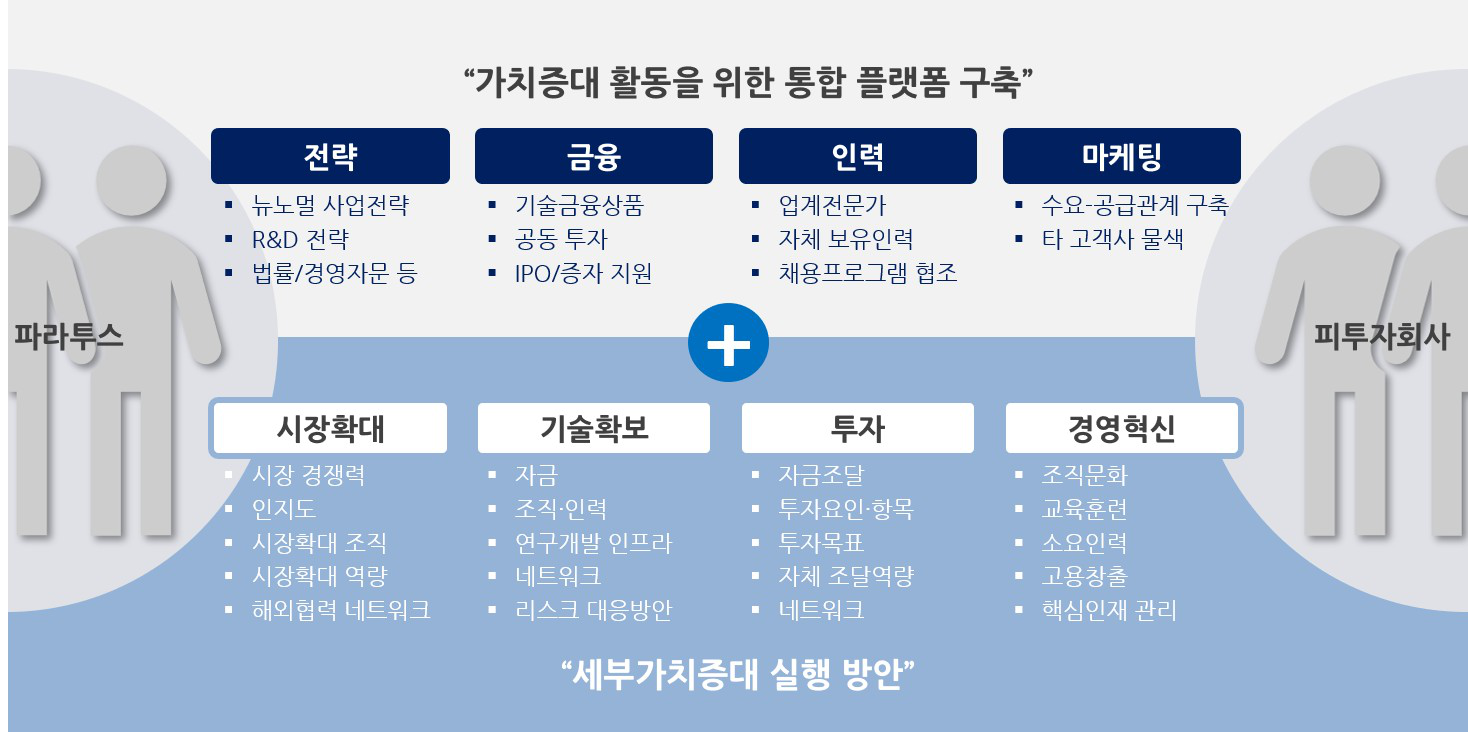 “가치증대 활동을 위한 통합 플랫폼 구축”
전략
▪ 뉴노멀 사업전략
▪ R&D 전략
▪ 법률/경영자문 등
금융
▪ 기술금융상품
▪ 공동 투자
▪ IPO/증자 지원
인력
▪ 업계전문가
▪ 자체 보유인력
▪ 채용프로그램 협조
마케팅
▪ 수요-공급관계 구축
▪ 타 고객사 물색
파라투스
+
피투자회사
시장확대
▪ 시장 경쟁력
▪ 인지도
▪ 시장확대 조직
▪ 시장확대 역량
▪ 해외협력 네트워크
기술확보
▪ 자금
▪ 조직·인력
▪ 연구개발 인프라
▪ 네트워크
▪ 리스크 대응방안
투자
▪ 자금조달
▪ 투자요인·항목
▪ 투자목표
▪ 자체 조달역량
▪ 네트워크
경영혁신
▪ 조직문화
▪ 교육훈련
▪ 소요인력
▪ 고용창출
▪ 핵심인재 관리
“세부가치증대 실행 방안”